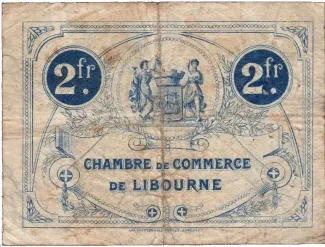 2.fr 2.fr
CHAMBRE DE COMMERCE
DE LIBOURNE